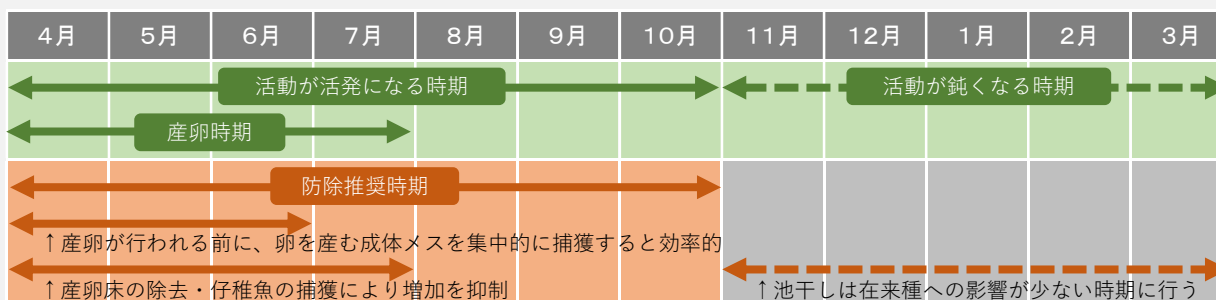 4月 5月 6月 7月 8月 9月 10月 11月 12月 1月 2月 3月
活動が活発になる時期 活動が鈍くなる時期
産卵時期
防除推奨時期
↑産卵が行われる前に、卵を産む成体メスを集中的に捕獲すると効率的
↑産卵床の除去・仔稚魚の捕獲により増加を抑制 ↑池干しは在来種への影響が少ない時期に行う